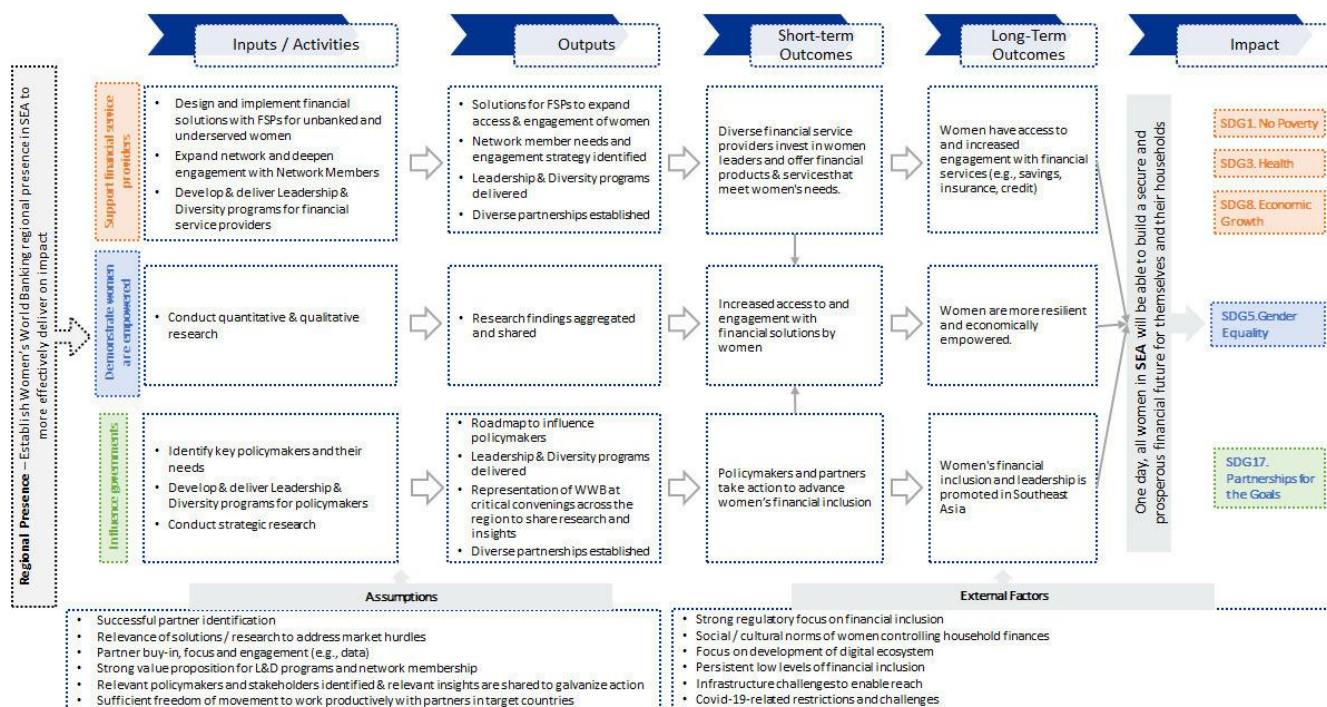 Inputs / Activities
Outputs
Short-term
Outcomes
Long-Term
Outcomes
Impact
Regional Presence – Establish Women's World Banking regional presence in SEA to
more effectively deliver on impact
Support financial service
providers
• Design and implement financial
solutions with FSPs for unbanked and
underserved women
• Expand network and deepen
engagement with Network Members
• Develop & deliver Leadership &
Diversity programs for financial
service providers
• Solutions for FSPs to expand
access & engagement of women
• Network member needs and
engagement strategy identified
• Leadership & Diversity programs
delivered
• Diverse partnerships established
Diverse financial service
providers invest in women
leaders and offer financial
products & services that
meet women's needs.
Women have access to
and increased
engagement with financial
services (e.g., savings,
insurance, credit)
Demonstrate women
are empowered
• Conduct quantitative & qualitative
research
• Research findings aggregated
and shared
Increased access to and
engagement with
financial solutions by
women
Women are more resilient
and economically
empowered.
Influence governments
• Identify key policymakers and their
needs
• Develop & deliver Leadership &
Diversity programs for policymakers
• Conduct strategic research
• Roadmap to influence
policymakers
• Leadership & Diversity programs
delivered
• Representation of WWB at
critical convenings across the
region to share research and
insights
• Diverse partnerships established
Policymakers and partners
take action to advance
women's financial inclusion
Women's financial
inclusion and leadership is
promoted in Southeast
Asia
One day, all women in SEA will be able to build a secure and
prosperous financial future for themselves and their households
SDG1. No Poverty
SDG3. Health
SDG8. Economic
Growth
SDG5.Gender
Equality
SDG17.
Partnerships for
the Goals
Assumptions
• Successful partner identification
• Relevance of solutions / research to address market hurdles
• Partner buy-in, focus and engagement (e.g., data)
• Strong value proposition for L&D programs and network membership
• Relevant policymakers and stakeholders identified & relevant insights are shared to galvanize action
• Sufficient freedom of movement to work productively with partners in target countries
External Factors
• Strong regulatory focus on financial inclusion
• Social / cultural norms of women controlling household finances
• Focus on development of digital ecosystem
• Persistent low levels of financial inclusion
• Infrastructure challenges to enable reach
• Covid-19-related restrictions and challenges